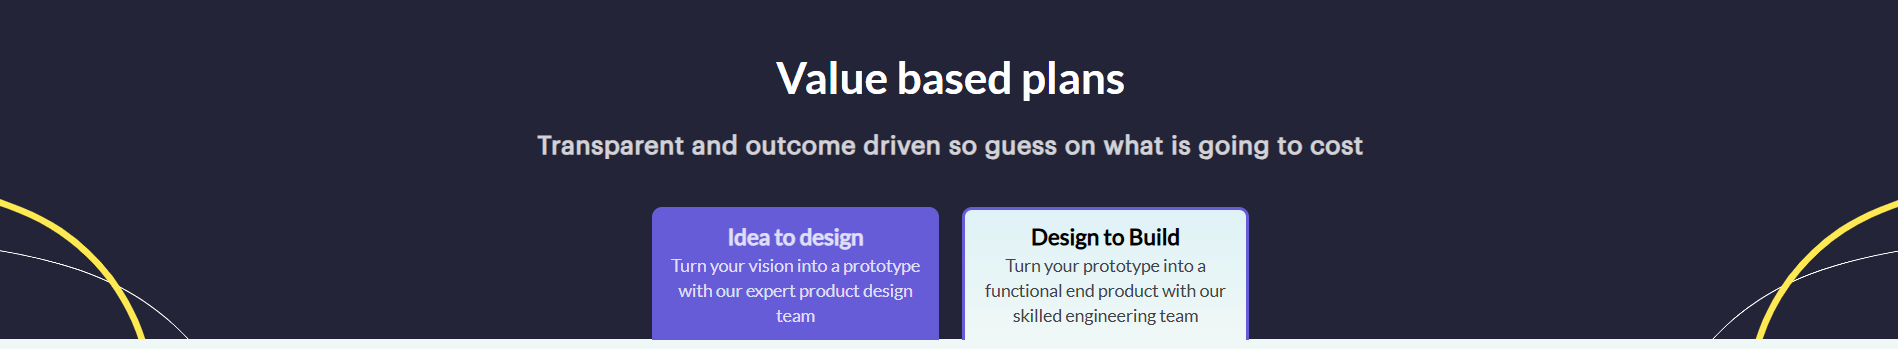 Value based plans
Transparent and outcome driven so guess on what is going to cost
Idea to design
Turn your vision into a prototype
with our expert product design
team
Design to Build
Turn your prototype into a
functional end product with our
skilled engineering team